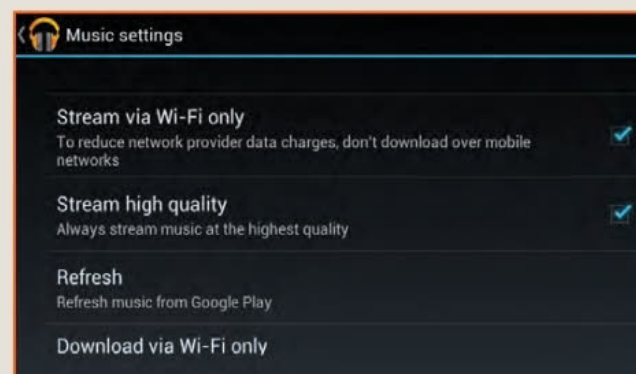 Music settings
Stream via Wi-Fi only
To reduce network provider data charges, don't download over mobile
networks
Stream high quality
Always stream music at the highest quality
Refresh
Refresh music from Google Play
Download via Wi-Fi only